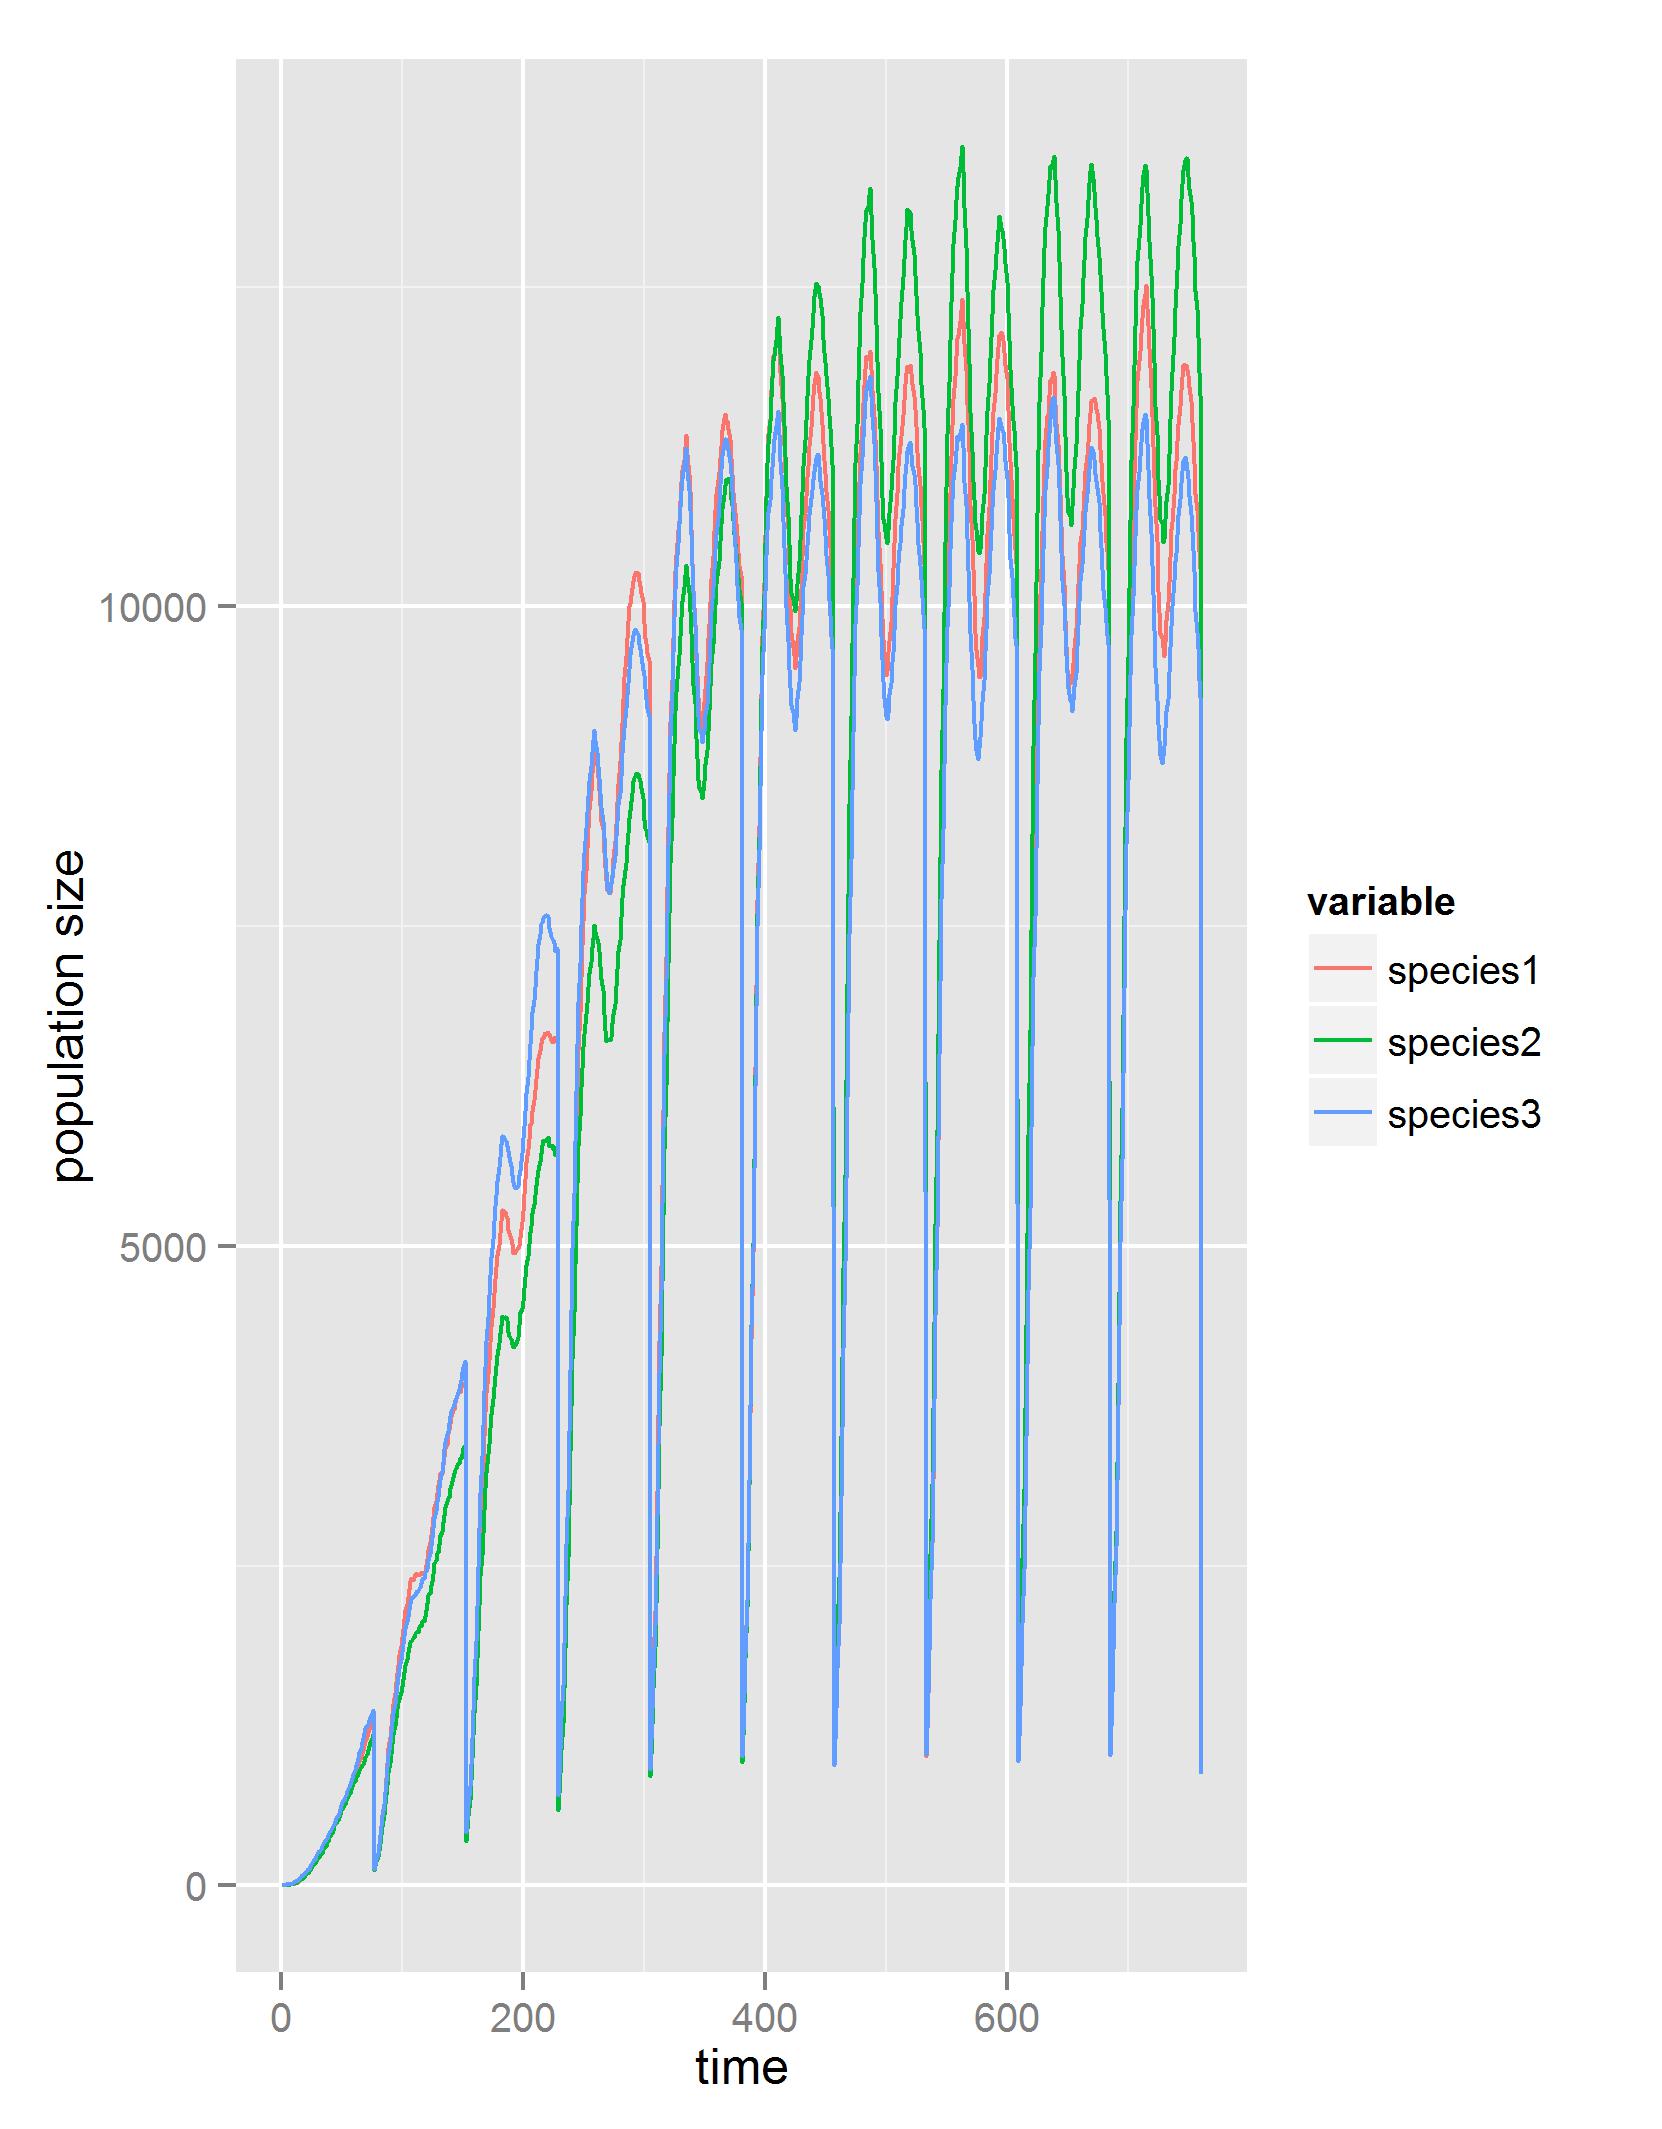 population size
10000
5000
0
0 200 400 600
time
variable
species1
species2
species3